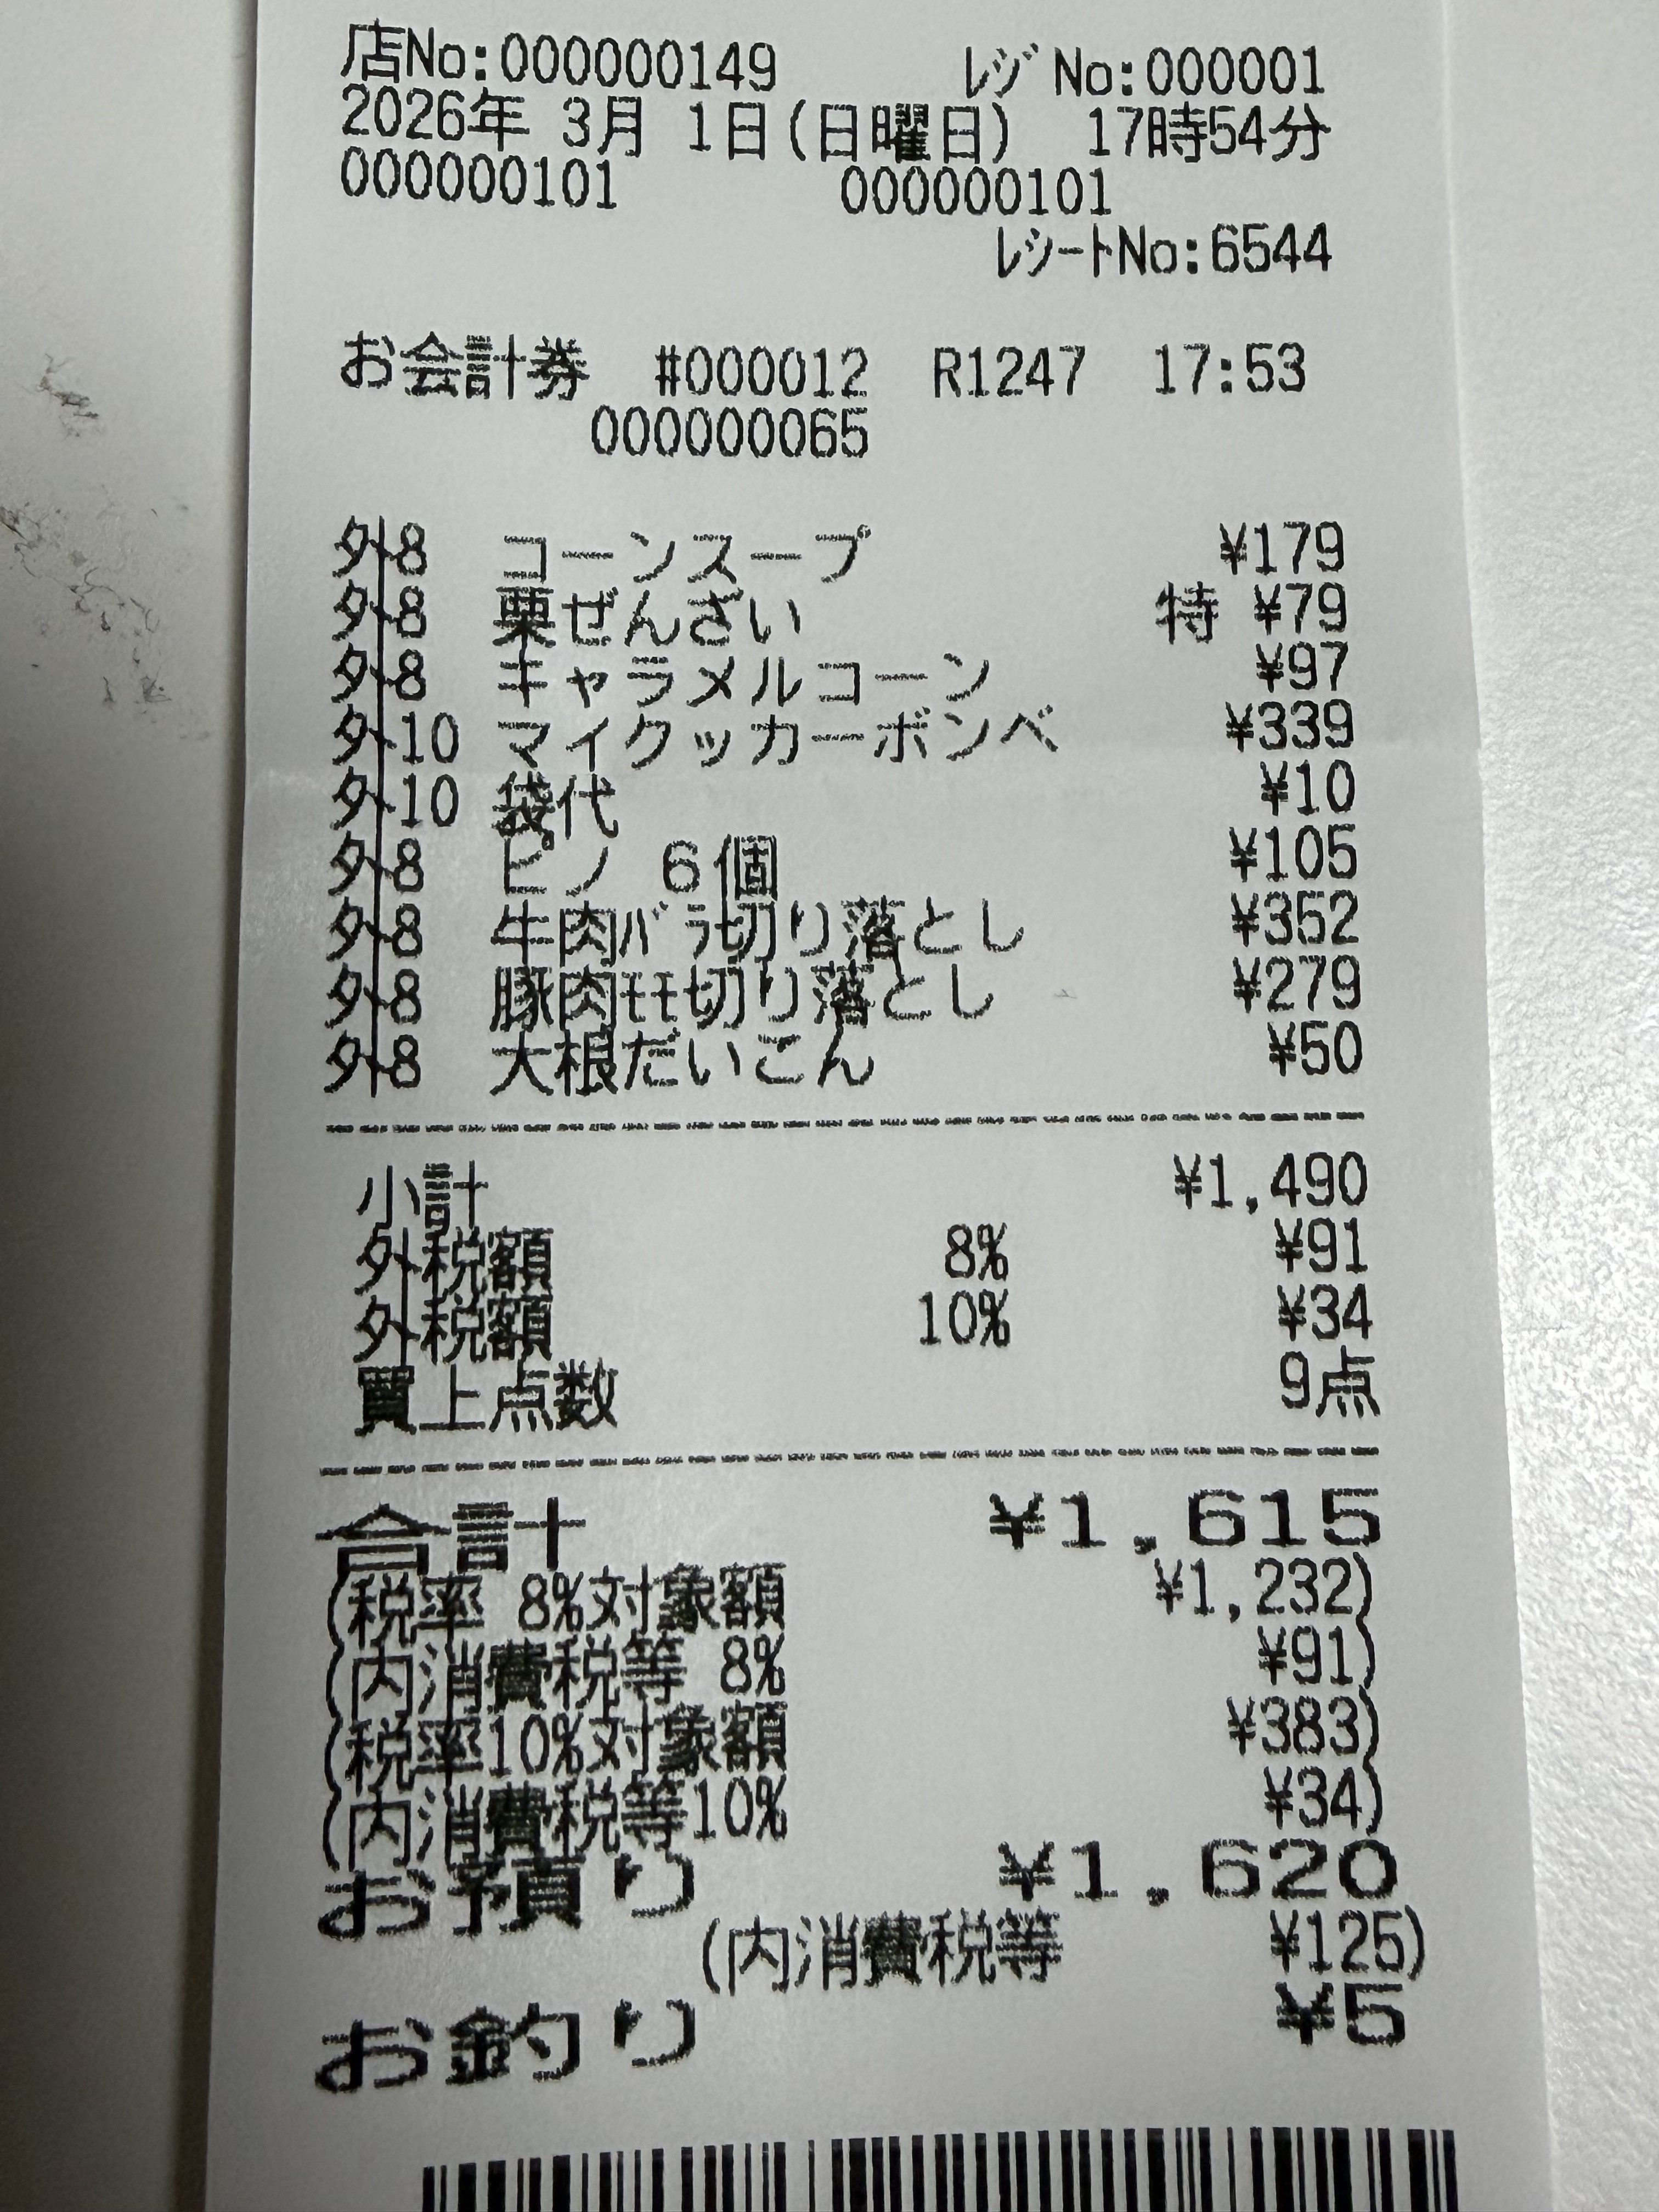 店No:000000149 ﾚｼﾞNo:000001
2026年 3月 1日(日曜日) 17時54分
000000101 000000101
ﾚｼｰﾄNo:6544
お会計券 #000012 R1247 17:53
000000065
外8 コーンスープ ¥179
外8 栗ぜんざい 特 ¥79
外8 キャラメルコーン ¥97
外10 マイクッカーボンベ ¥339
外10 袋代 ¥10
外8 ピノ 6個 ¥105
外8 牛肉ﾊﾞﾗ切り落とし ¥352
外8 豚肉ﾓﾓ切り落とし ¥279
外8 大根だいこん ¥50
小計 ¥1,490
外税額 8% ¥91
外税額 10% ¥34
買上点数 9点
合計 ¥1,615
(税率 8%対象額 ¥1,232)
(内消費税等 8% ¥91)
(税率10%対象額 ¥383)
(内消費税等10% ¥34)
お預り ¥1,620
(内消費税等 ¥125)
お釣り ¥5